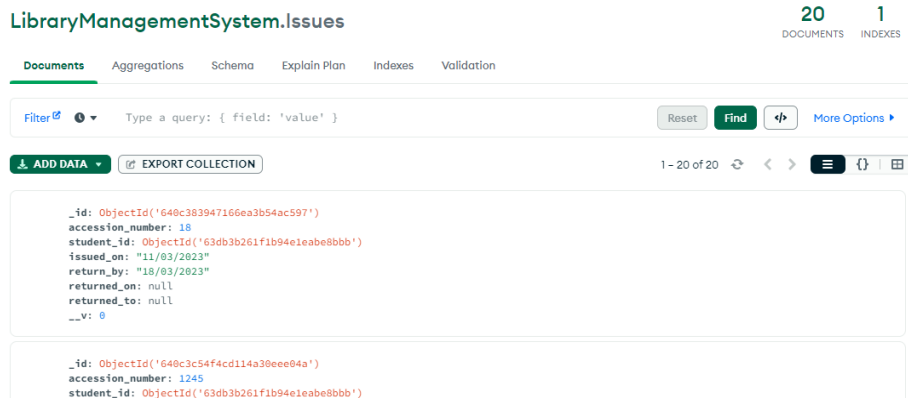 LibraryManagementSystem.Issues
20
DOCUMENTS
1
INDEXES
Documents Aggregations Schema Explain Plan Indexes Validation
Filter Type a query: { field: 'value' } Reset Find </> More Options
ADD DATA EXPORT COLLECTION 1 – 20 of 20 {}
_id: ObjectId('640c383947166ea3b54ac597')
accession_number: 18
student_id: ObjectId('63db3b261f1b94e1eabe8bbb')
issued_on: "11/03/2023"
return_by: "18/03/2023"
returned_on: null
returned_to: null
__v: 0
_id: ObjectId('640c3c54f4cd114a30eee04a')
accession_number: 1245
student_id: ObjectId('63db3b261f1b94e1eabe8bbb')